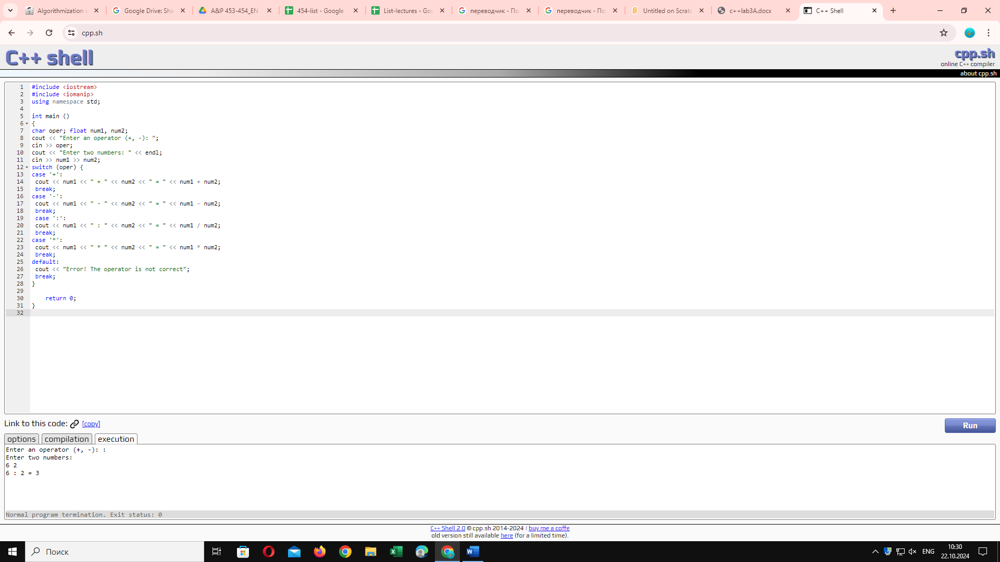 Algorithmization a
Google Drive: Sha
A&P 453-454_EN
454-list - Google T
List-lectures - Goo
переводчик - По
переводчик - По
Untitled on Scratc
c++lab3A.docx
C++ Shell
cpp.sh
C++ shell
cpp.sh
online C++ compiler
about cpp.sh
1 #include <iostream>
2 #include <iomanip>
3 using namespace std;
4
5 int main ()
6 {
7 char oper; float num1, num2;
8 cout << "Enter an operator (+, -): ";
9 cin >> oper;
10 cout << "Enter two numbers: " << endl;
11 cin >> num1 >> num2;
12 switch (oper) {
13 case '+':
14 cout << num1 << " + " << num2 << " = " << num1 + num2;
15 break;
16 case '-':
17 cout << num1 << " - " << num2 << " = " << num1 - num2;
18 break;
19 case ':':
20 cout << num1 << " : " << num2 << " = " << num1 / num2;
21 break;
22 case '*':
23 cout << num1 << " * " << num2 << " = " << num1 * num2;
24 break;
25 default:
26 cout << "Error! The operator is not correct";
27 break;
28 }
29
30 return 0;
31 }
32
Link to this code: [copy]
Run
options compilation execution
Enter an operator (+, -): :
Enter two numbers:
6 2
6 : 2 = 3
Normal program termination. Exit status: 0
C++ Shell 2.0 © cpp.sh 2014-2024 | buy me a coffe
old version still available here (for a limited time).
Поиск
ENG
10:30
22.10.2024